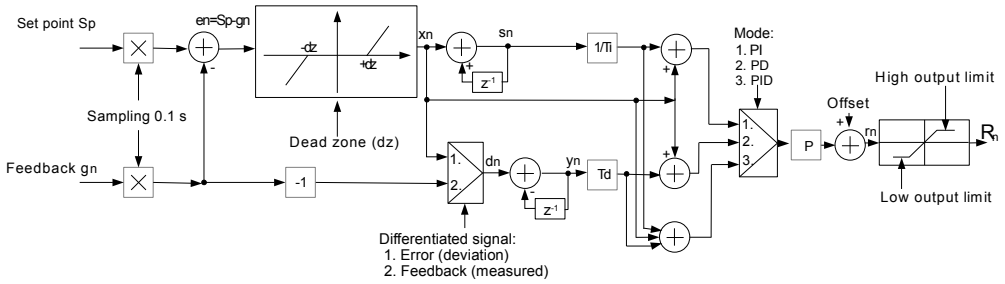 Set point Sp
en=Sp-gn
-
-dz
+dz
Dead zone (dz)
xn
+
sn
z-1
1/Ti
+
+
Mode:
1. PI
2. PD
3. PID
1.
2.
3.
P
Offset
+
rn
High output limit
Rn
Low output limit
Sampling 0.1 s
Feedback gn
-1
1.
2.
dn
-
yn
z-1
Td
Differentiated signal:
1. Error (deviation)
2. Feedback (measured)